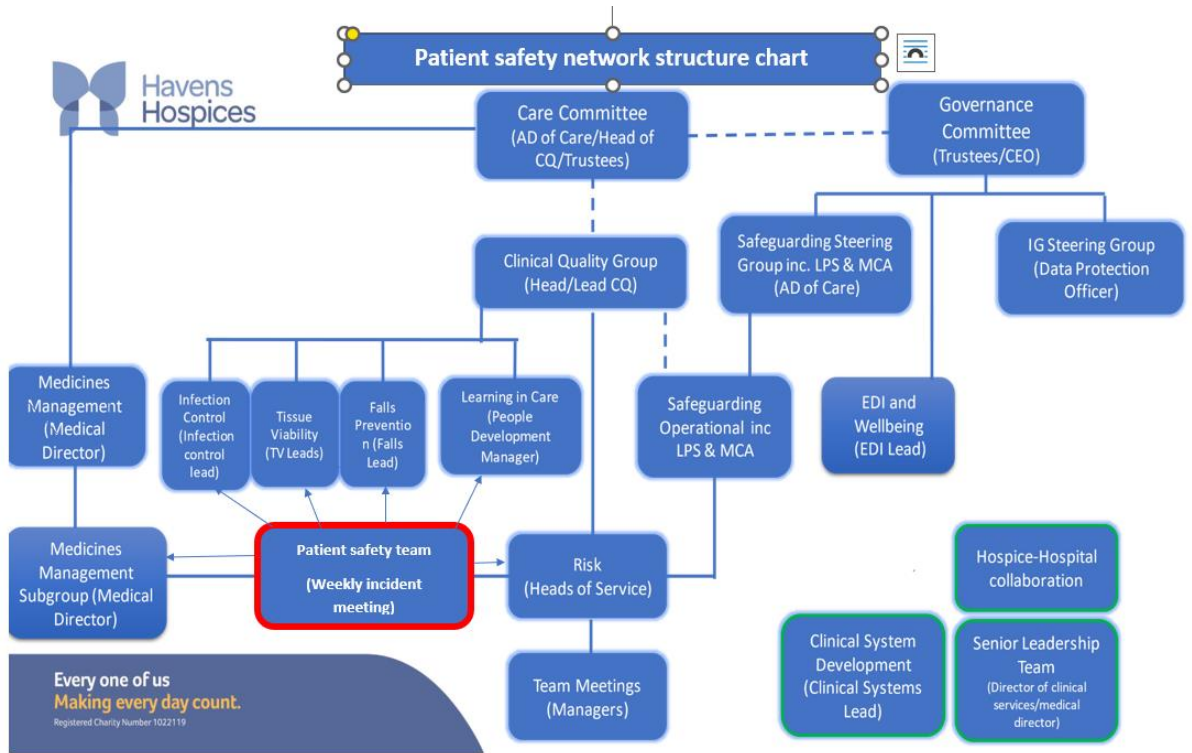 Patient safety network structure chart
Havens
Hospices
Care Committee
(AD of Care/Head of
CQ/Trustees)
Governance
Committee
(Trustees/CEO)
Clinical Quality Group
(Head/Lead CQ)
Safeguarding Steering
Group inc. LPS & MCA
(AD of Care)
IG Steering Group
(Data Protection
Officer)
Medicines
Management
(Medical
Director)
Infection
Control
(Infection
control
lead)
Tissue
Viability
(TV Leads)
Falls
Preventio
n (Falls
Lead)
Learning in Care
(People
Development
Manager)
Safeguarding
Operational inc
LPS & MCA
EDI and
Wellbeing
(EDI Lead)
Medicines
Management
Subgroup (Medical
Director)
Patient safety team
(Weekly incident
meeting)
Risk
(Heads of Service)
Hospice-Hospital
collaboration
Team Meetings
(Managers)
Clinical System
Development
(Clinical Systems
Lead)
Senior Leadership
Team
(Director of clinical
services/medical
director)
Every one of us
Making every day count.
Registered Charity Number 1022119